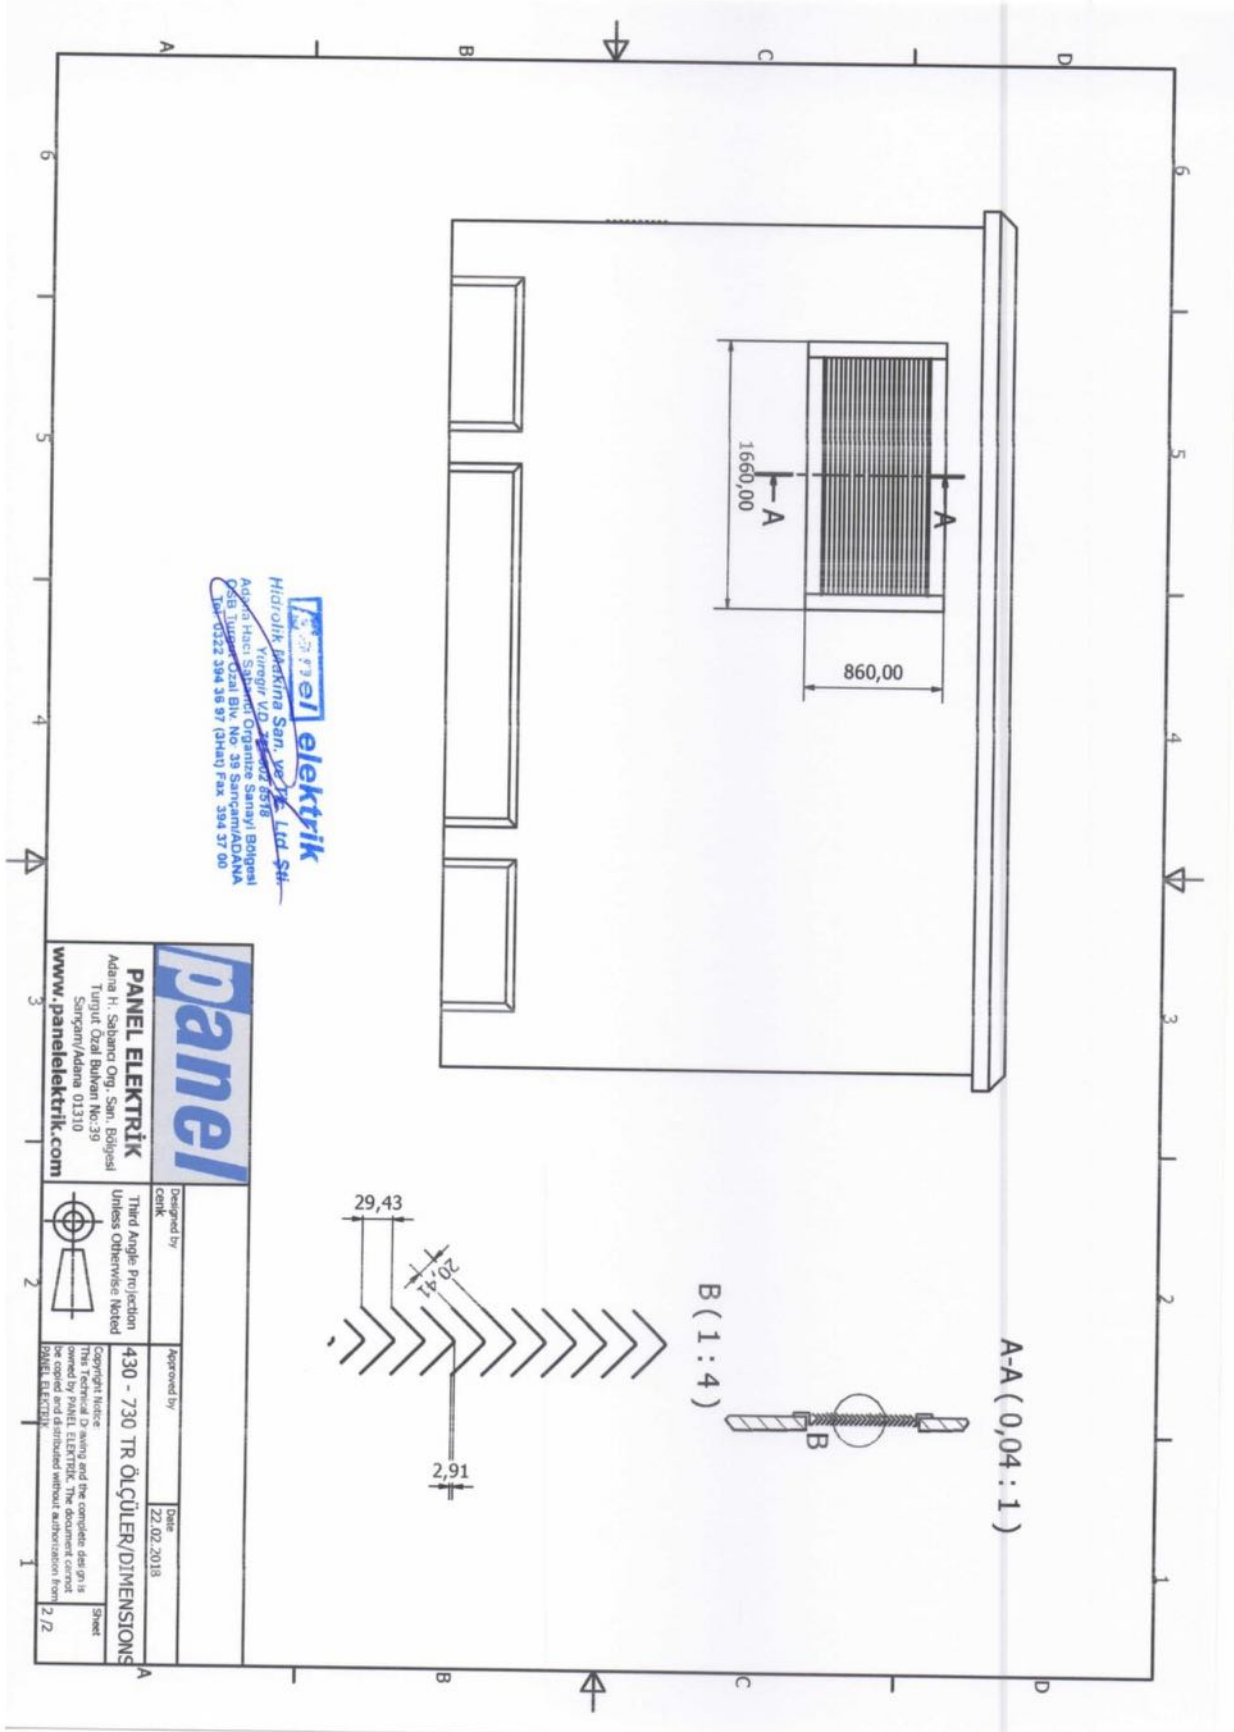 6
5
4
3
2
1
D
C
B
A
D
C
B
A
6
5
4
3
2
1
A-A ( 0,04 : 1 )
B
B ( 1 : 4 )
A
A
1660,00
860,00
29,43
20,41
2,91
panel elektrik
Hidrolik Makina San. ve Tic. Ltd. Şti.
Yüreğir V.D.
Adana Hacı Sabancı Organize Sanayi Bölgesi
OSB Turgut Özal Blv. No: 39 Sarıçam/ADANA
Tel: 0322 394 36 97 (3Hat) Fax 394 37 00
panel
PANEL ELEKTRİK
Adana H. Sabancı Org. San. Bölgesi
Turgut Özal Bulvarı No:39
Sarıçam/Adana 01310
www.panelelektrik.com
Designed by
cenk
Approved by
Date
22.02.2018
Third Angle Projection
Unless Otherwise Noted
430 - 730 TR ÖLÇÜLER/DIMENSIONS
Copyright Notice:
This Technical Drawing and the complete design is
owned by PANEL ELEKTRİK. The document cannot
be copied and distributed without authorization from
PANEL ELEKTRİK
Sheet
2 /2